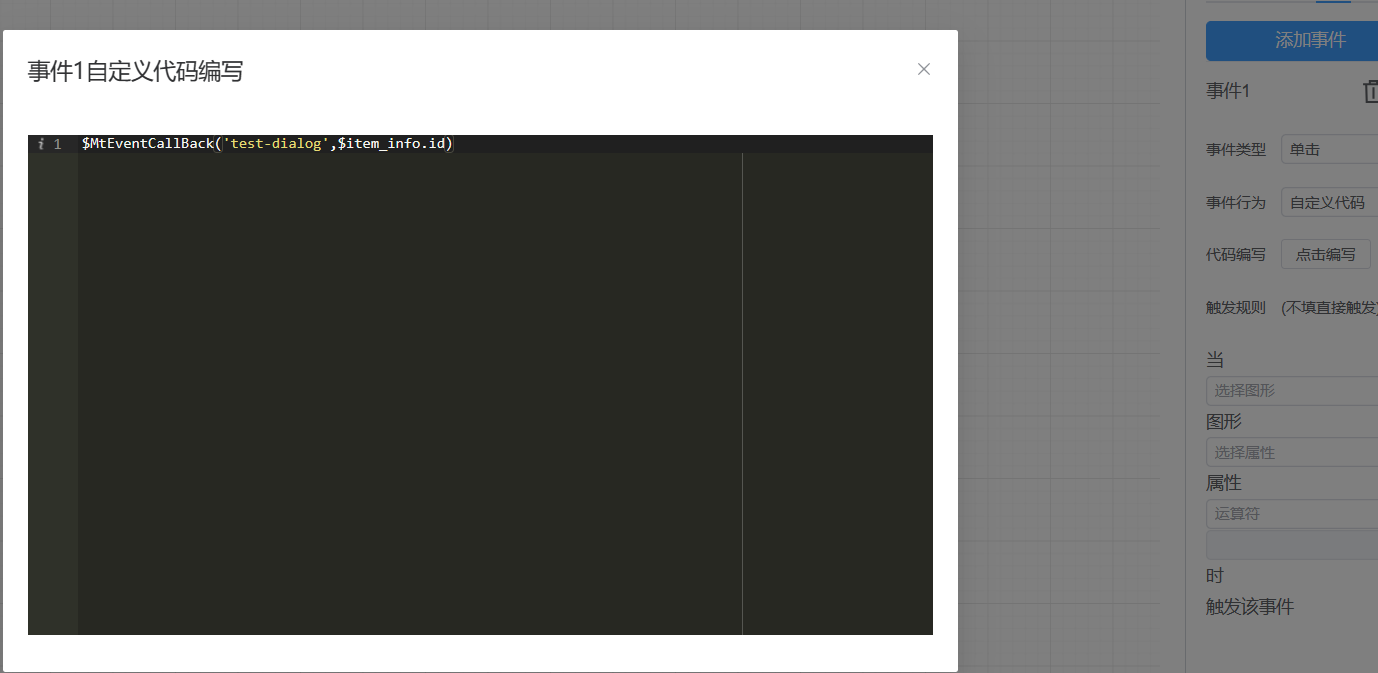 事件1自定义代码编写
1 $MtEventCallBack('test-dialog',$item_info.id)
添加事件
事件1
事件类型 单击
事件行为 自定义代码
代码编写 点击编写
触发规则 (不填直接触发)
当
选择图形
图形
选择属性
属性
运算符
时
触发该事件